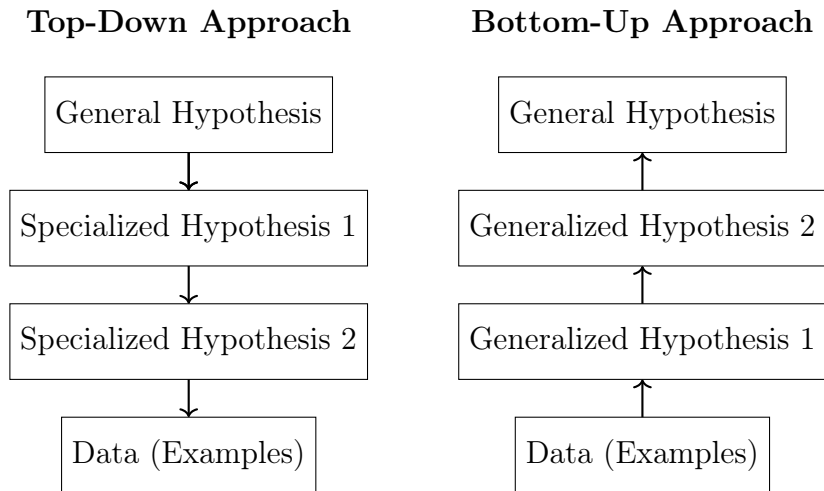 Top-Down Approach
General Hypothesis
Specialized Hypothesis 1
Specialized Hypothesis 2
Data (Examples)
Bottom-Up Approach
General Hypothesis
Generalized Hypothesis 2
Generalized Hypothesis 1
Data (Examples)